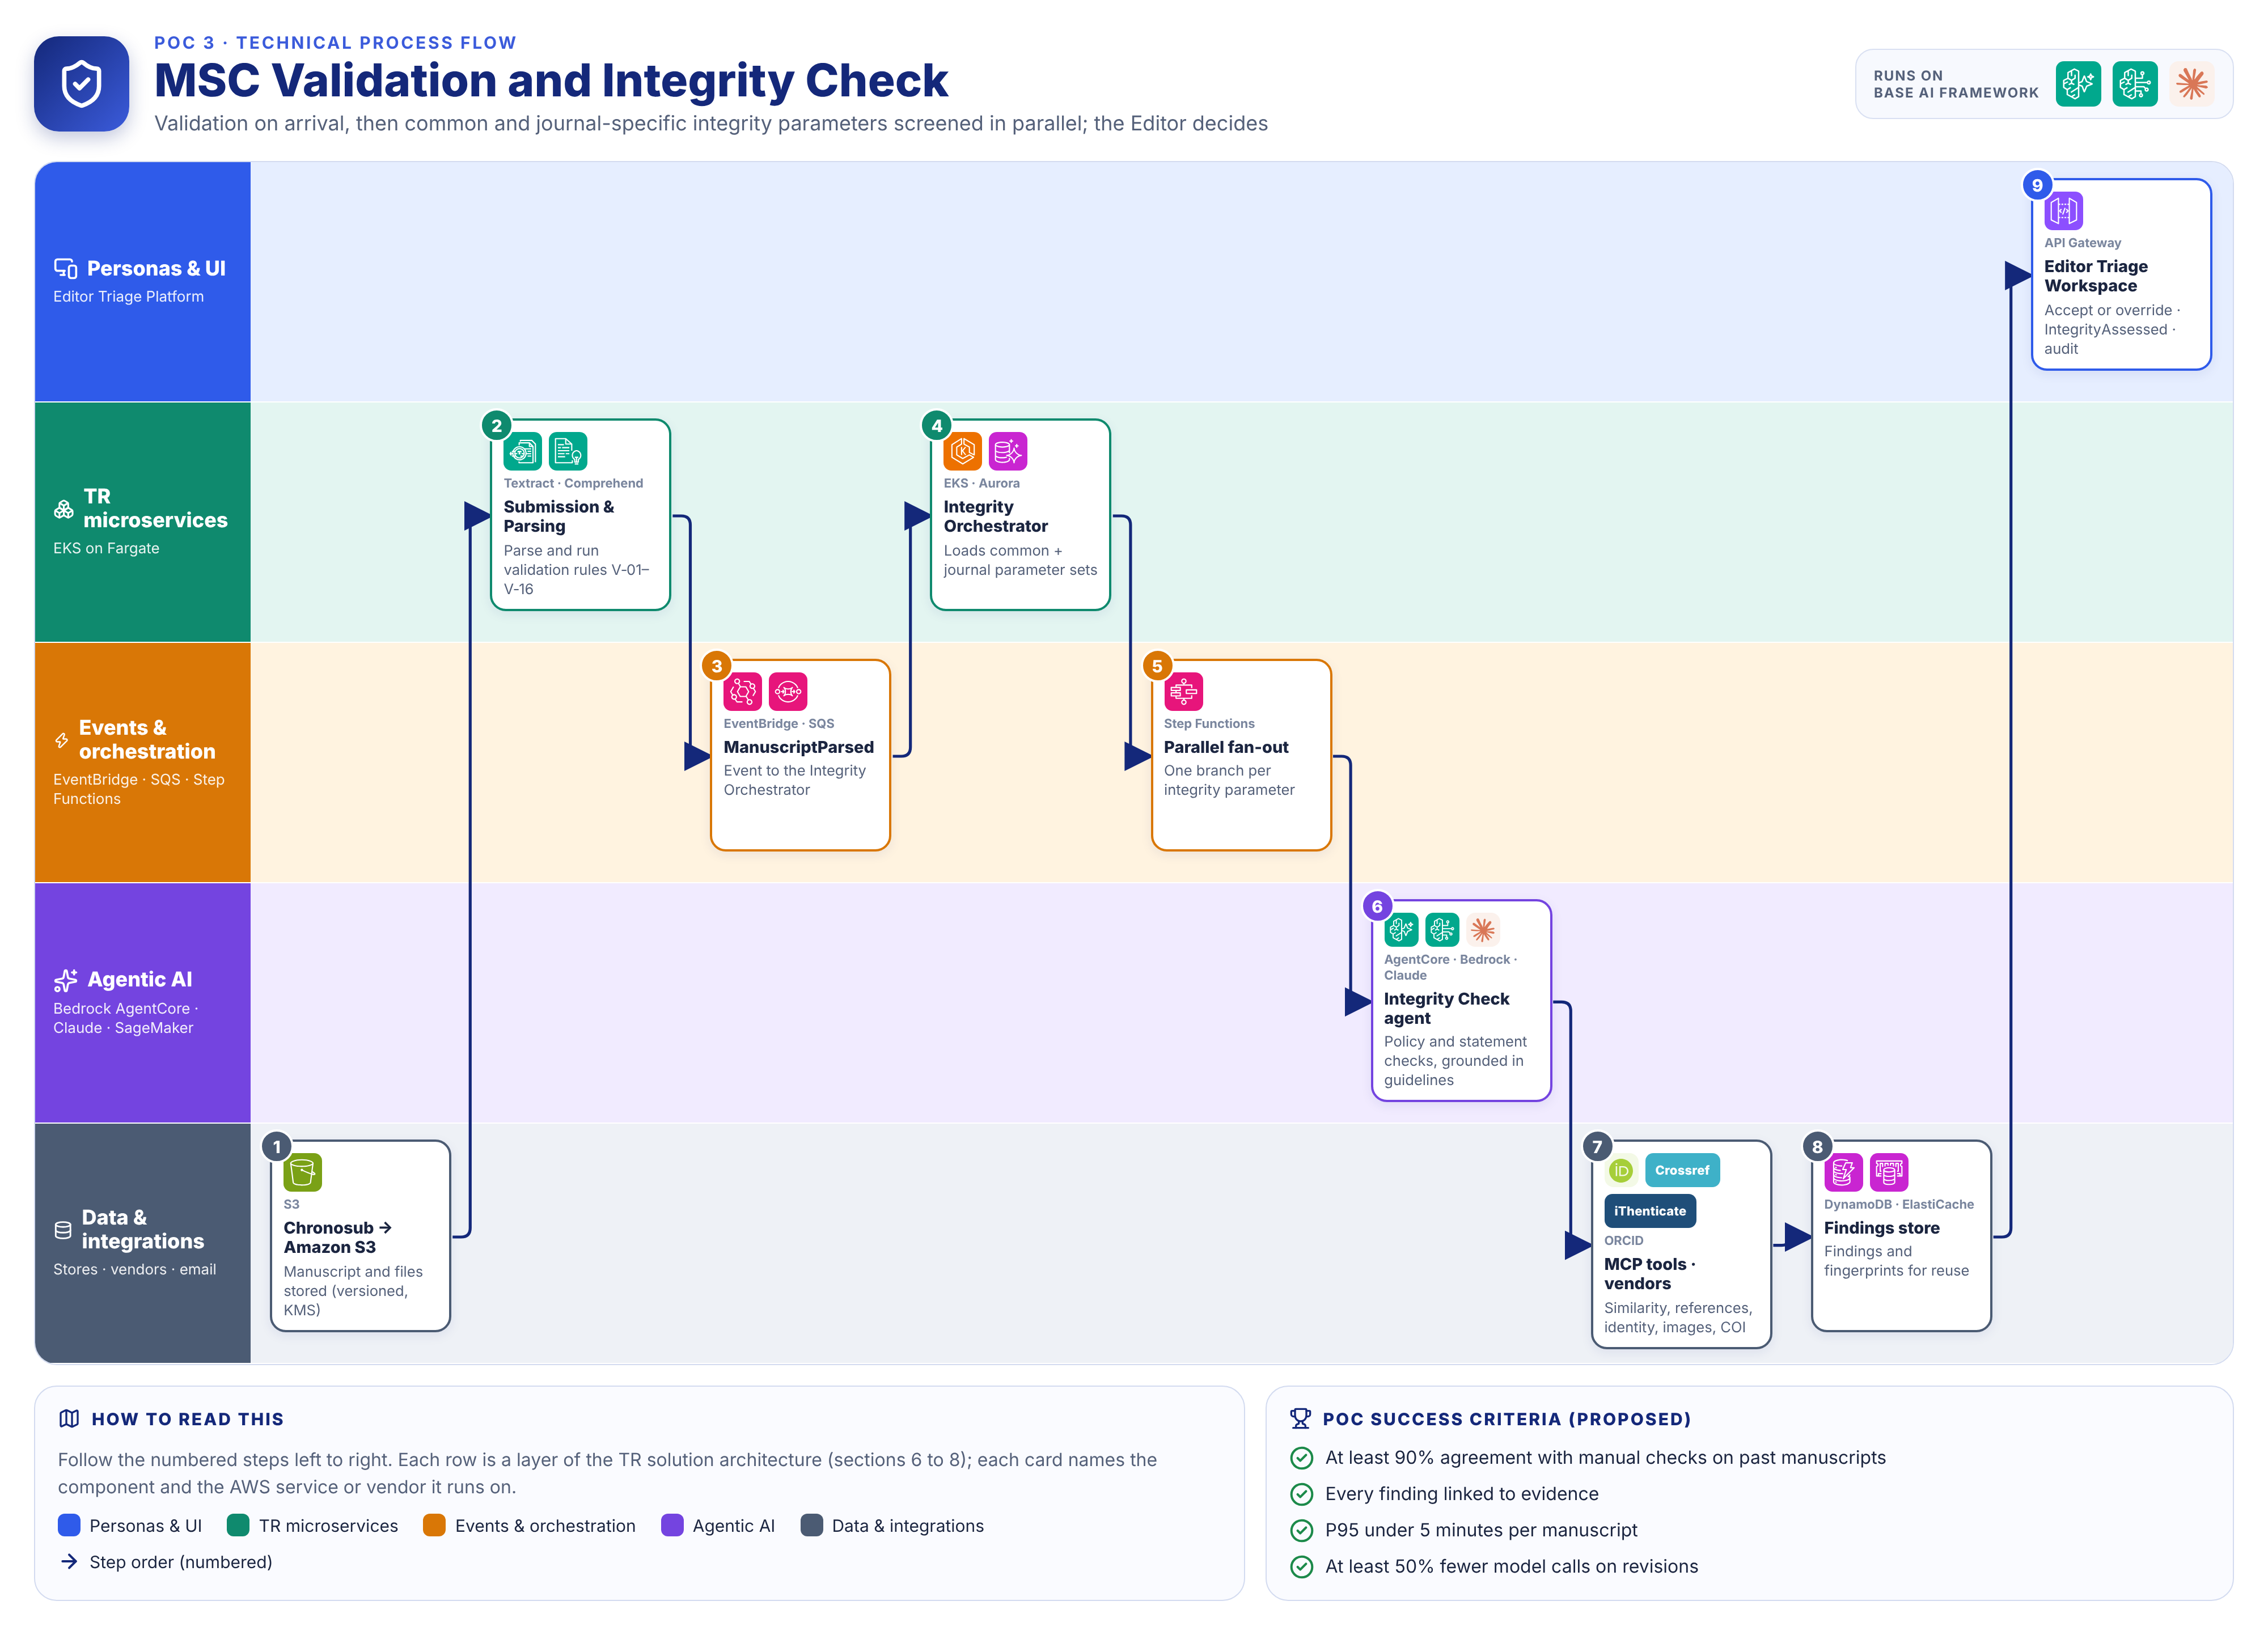 POC 3 · TECHNICAL PROCESS FLOW
MSC Validation and Integrity Check
Validation on arrival, then common and journal-specific integrity parameters screened in parallel; the Editor decides
RUNS ON
BASE AI FRAMEWORK
Personas & UI
Editor Triage Platform
9
API Gateway
Editor Triage
Workspace
Accept or override ·
IntegrityAssessed ·
audit
TR
microservices
EKS on Fargate
2
Textract · Comprehend
Submission &
Parsing
Parse and run
validation rules V-01–
V-16
4
EKS · Aurora
Integrity
Orchestrator
Loads common +
journal parameter sets
Events &
orchestration
EventBridge · SQS · Step
Functions
3
EventBridge · SQS
ManuscriptParsed
Event to the Integrity
Orchestrator
5
Step Functions
Parallel fan-out
One branch per
integrity parameter
Agentic AI
Bedrock AgentCore ·
Claude · SageMaker
6
AgentCore · Bedrock ·
Claude
Integrity Check
agent
Policy and statement
checks, grounded in
guidelines
Data &
integrations
Stores · vendors · email
1
S3
Chronosub →
Amazon S3
Manuscript and files
stored (versioned,
KMS)
7
iD
Crossref
iThenticate
ORCID
MCP tools ·
vendors
Similarity, references,
identity, images, COI
8
DynamoDB · ElastiCache
Findings store
Findings and
fingerprints for reuse
HOW TO READ THIS
Follow the numbered steps left to right. Each row is a layer of the TR solution architecture (sections 6 to 8); each card names the
component and the AWS service or vendor it runs on.
Personas & UI
TR microservices
Events & orchestration
Agentic AI
Data & integrations
→ Step order (numbered)
POC SUCCESS CRITERIA (PROPOSED)
At least 90% agreement with manual checks on past manuscripts
Every finding linked to evidence
P95 under 5 minutes per manuscript
At least 50% fewer model calls on revisions